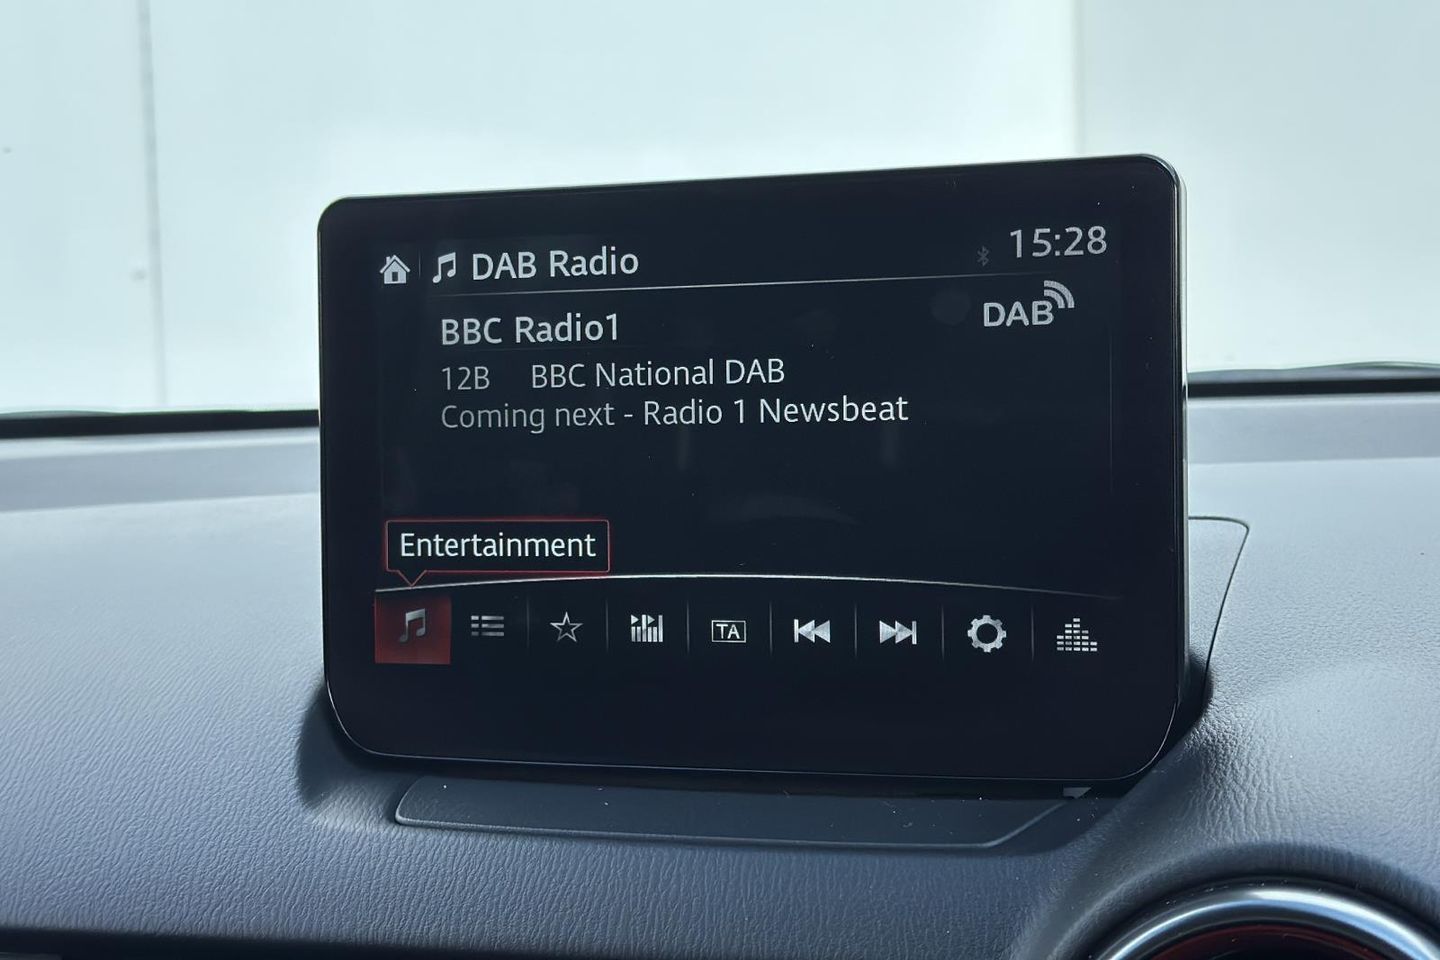 DAB Radio
15:28
BBC Radio1
DAB
12B BBC National DAB
Coming next - Radio 1 Newsbeat
Entertainment
TA